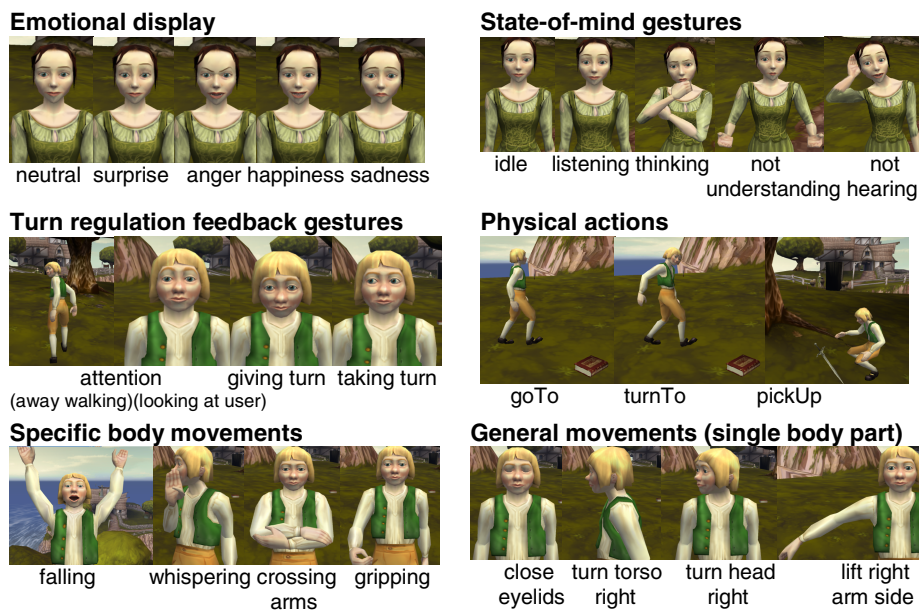 Emotional display
neutral surprise anger happiness sadness
State-of-mind gestures
idle listening thinking not understanding not hearing
Turn regulation feedback gestures
attention giving turn taking turn
(away walking)(looking at user)
Physical actions
goTo turnTo pickUp
Specific body movements
falling whispering crossing arms gripping
General movements (single body part)
close eyelids turn torso right turn head right lift right arm side